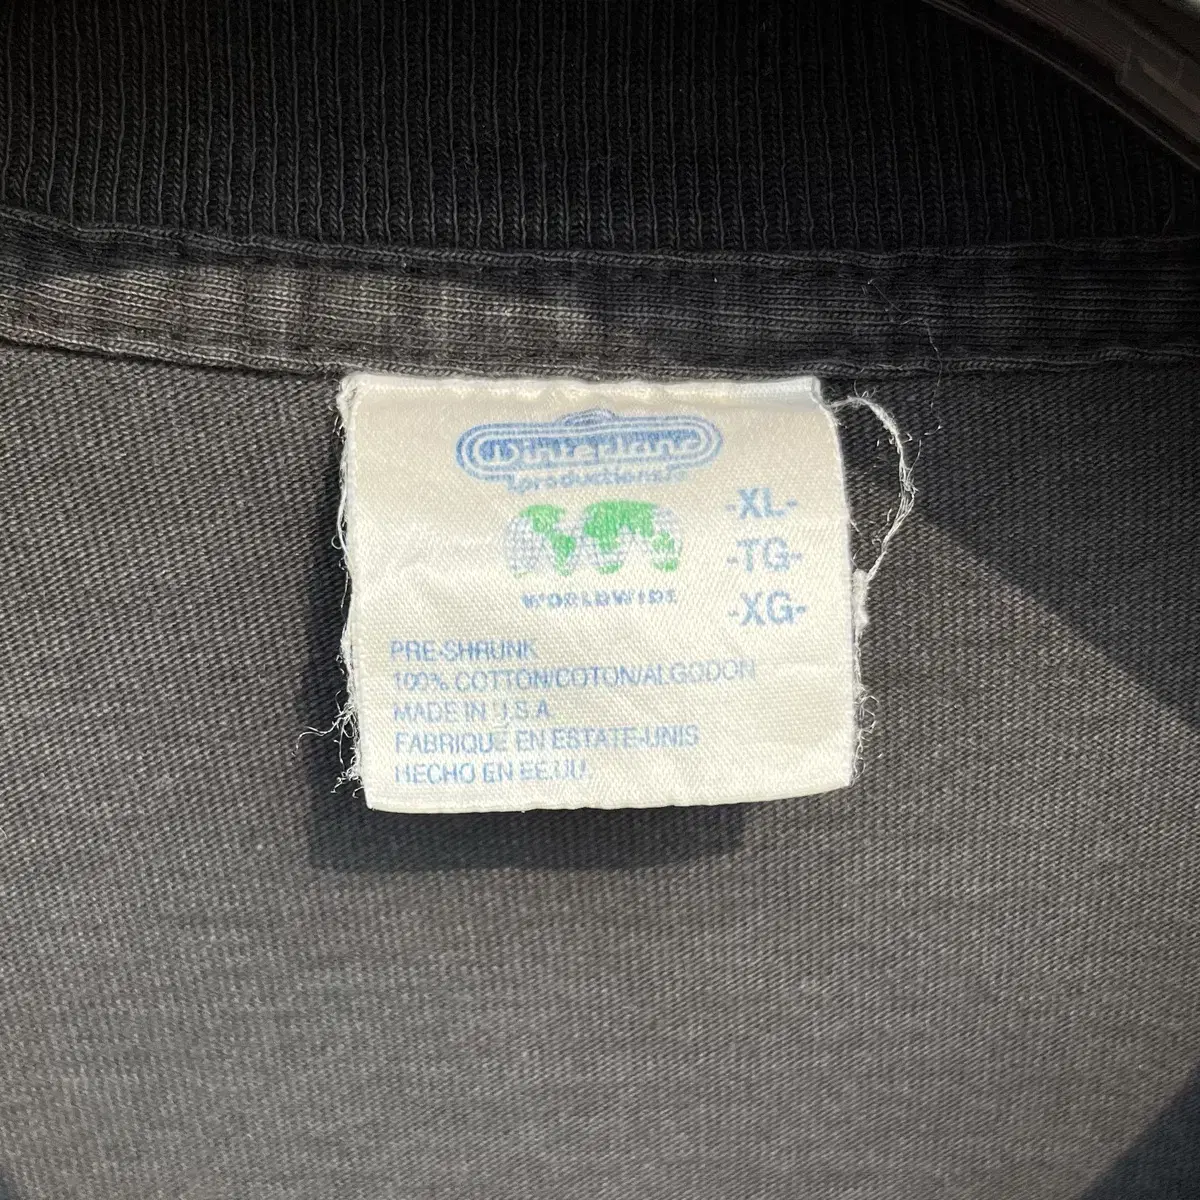 Winterland
productions
WORLDWIDE
-XL-
-TG-
-XG-
PRE-SHRUNK
100% COTTON/COTON/ALGODON
MADE IN U.S.A.
FABRIQUE EN ESTATE-UNIS
HECHO EN EE.UU.